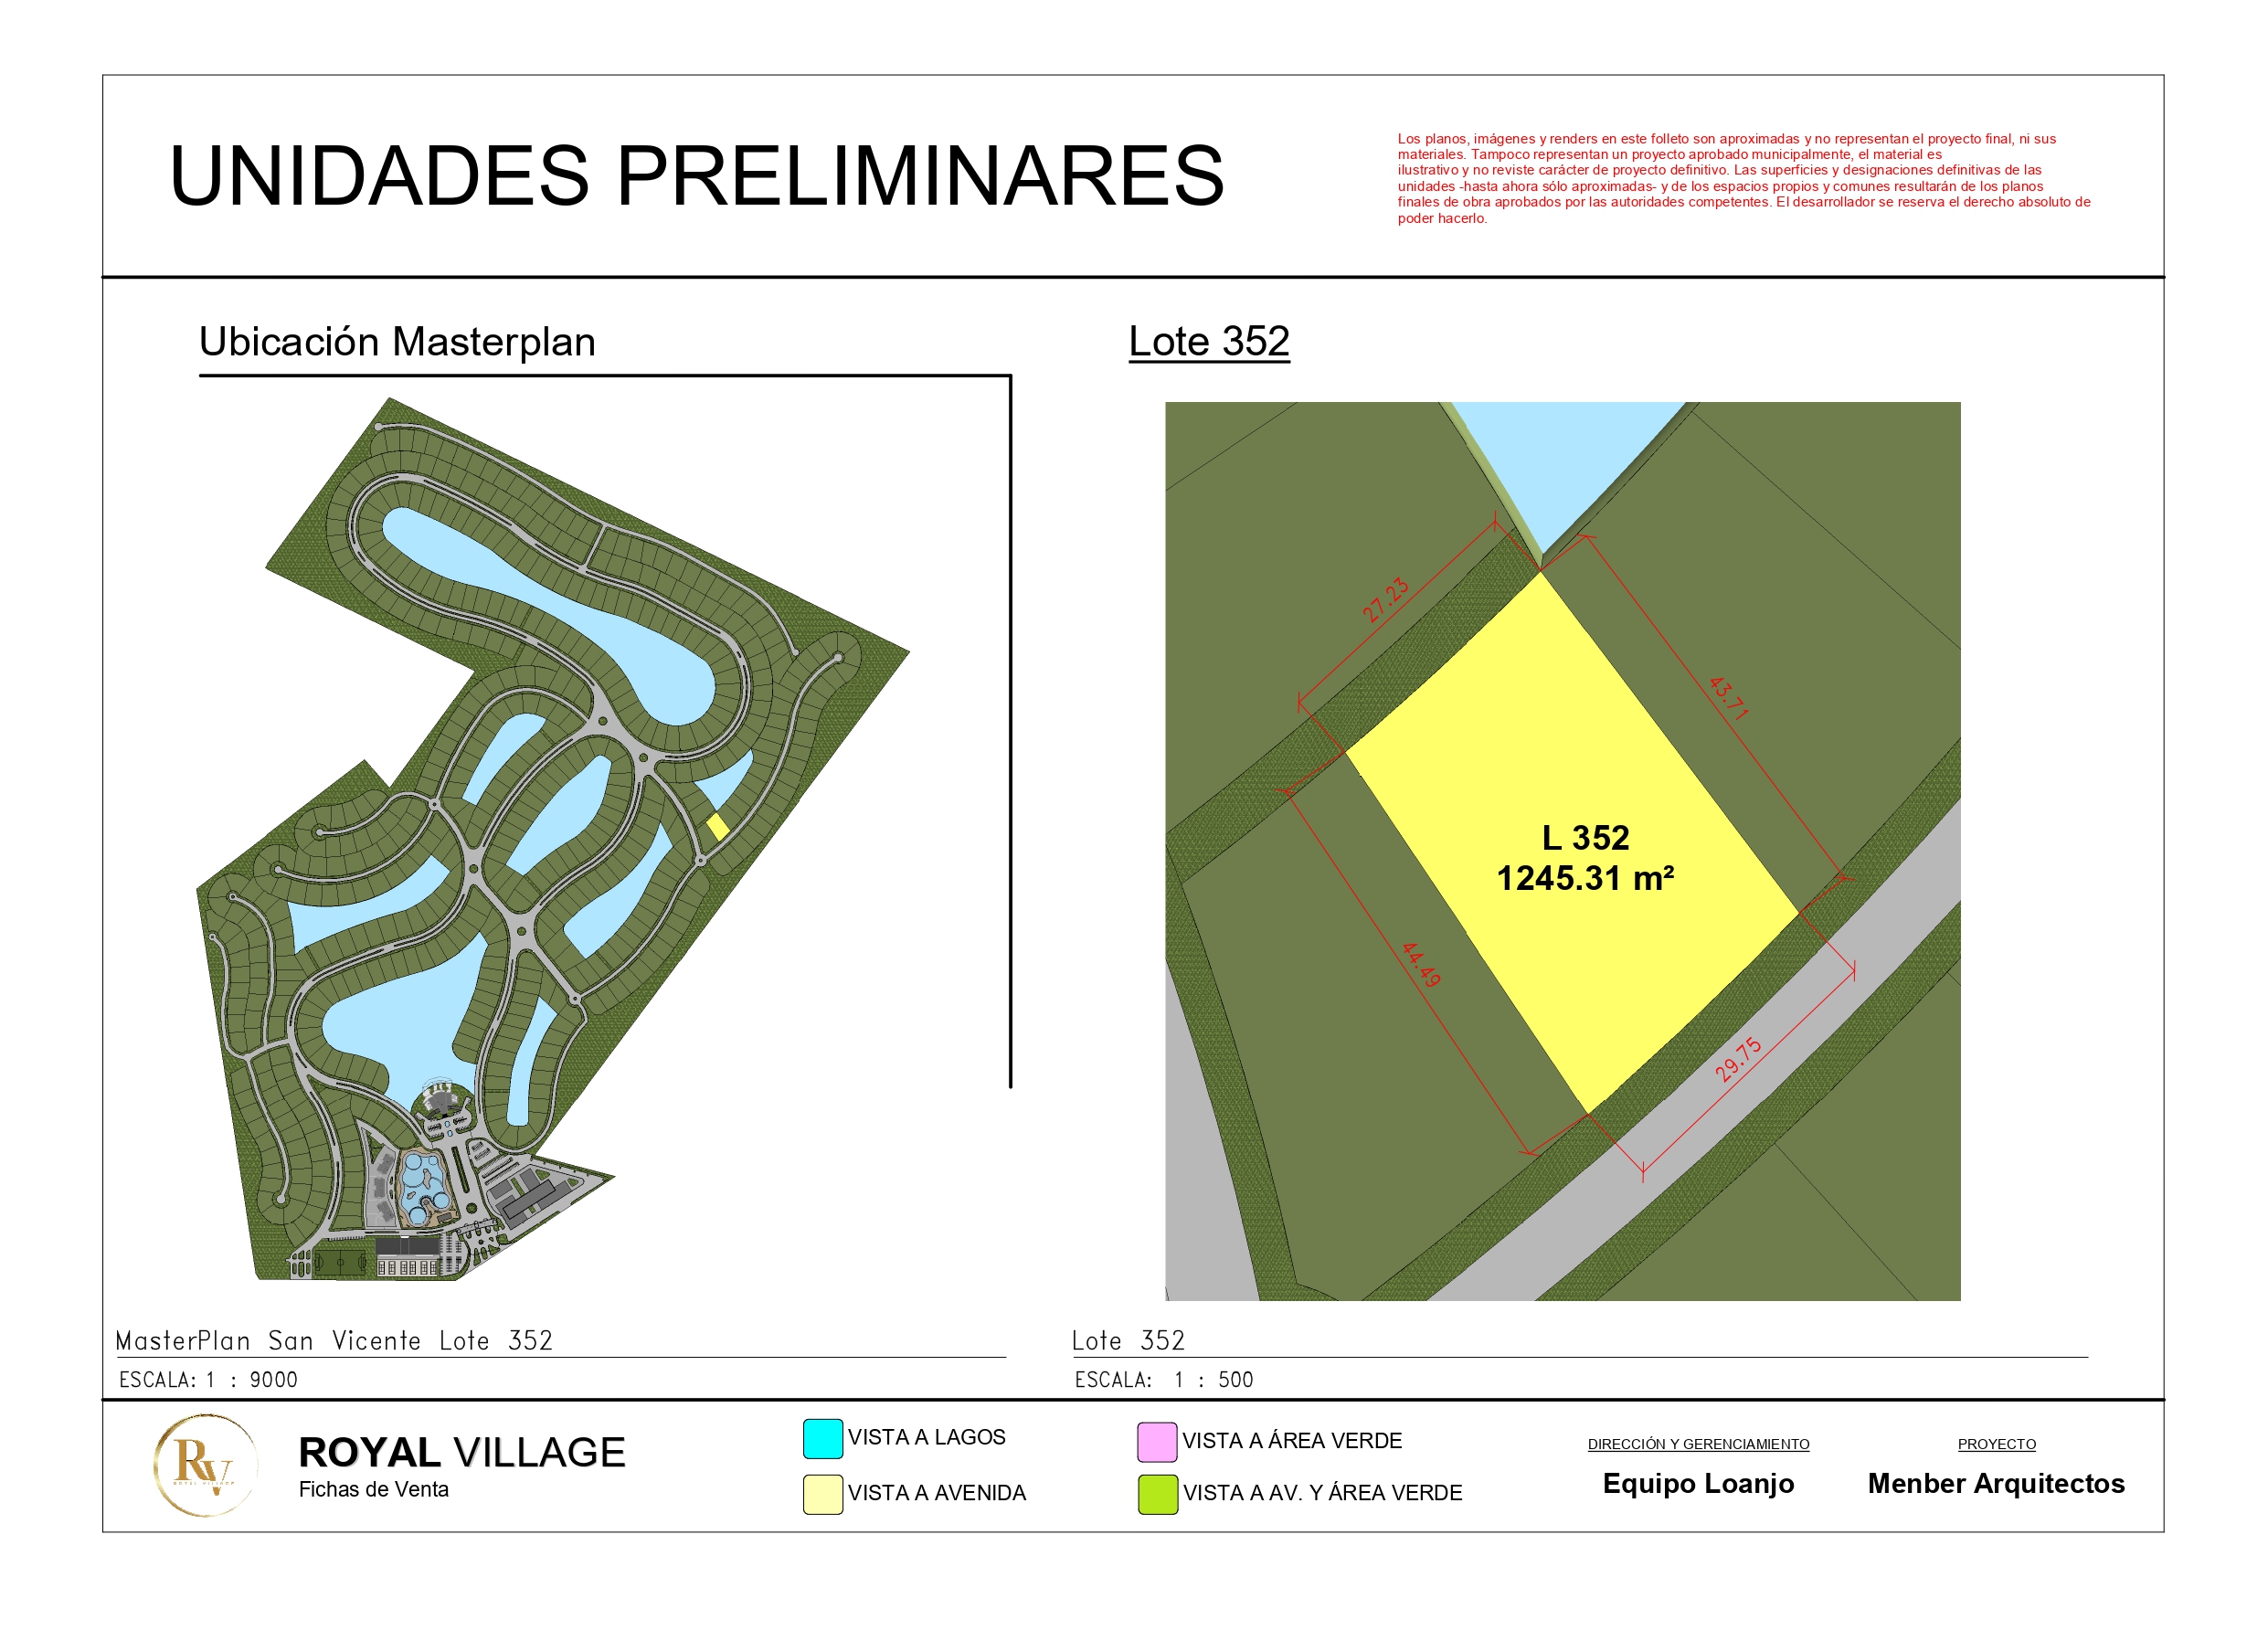 UNIDADES PRELIMINARES
Los planos, imágenes y renders en este folleto son aproximadas y no representan el proyecto final, ni sus
materiales. Tampoco representan un proyecto aprobado municipalmente, el material es
ilustrativo y no reviste carácter de proyecto definitivo. Las superficies y designaciones definitivas de las
unidades -hasta ahora sólo aproximadas- y de los espacios propios y comunes resultarán de los planos
finales de obra aprobados por las autoridades competentes. El desarrollador se reserva el derecho absoluto de
poder hacerlo.
Ubicación Masterplan
Lote 352
27.23
43.71
L 352
1245.31 m²
44.49
29.75
MasterPlan San Vicente Lote 352
ESCALA: 1 : 9000
Lote 352
ESCALA: 1 : 500
RV
ROYAL VILLAGE
ROYAL VILLAGE
Fichas de Venta
VISTA A LAGOS
VISTA A AVENIDA
VISTA A ÁREA VERDE
VISTA A AV. Y ÁREA VERDE
DIRECCIÓN Y GERENCIAMIENTO
Equipo Loanjo
PROYECTO
Menber Arquitectos